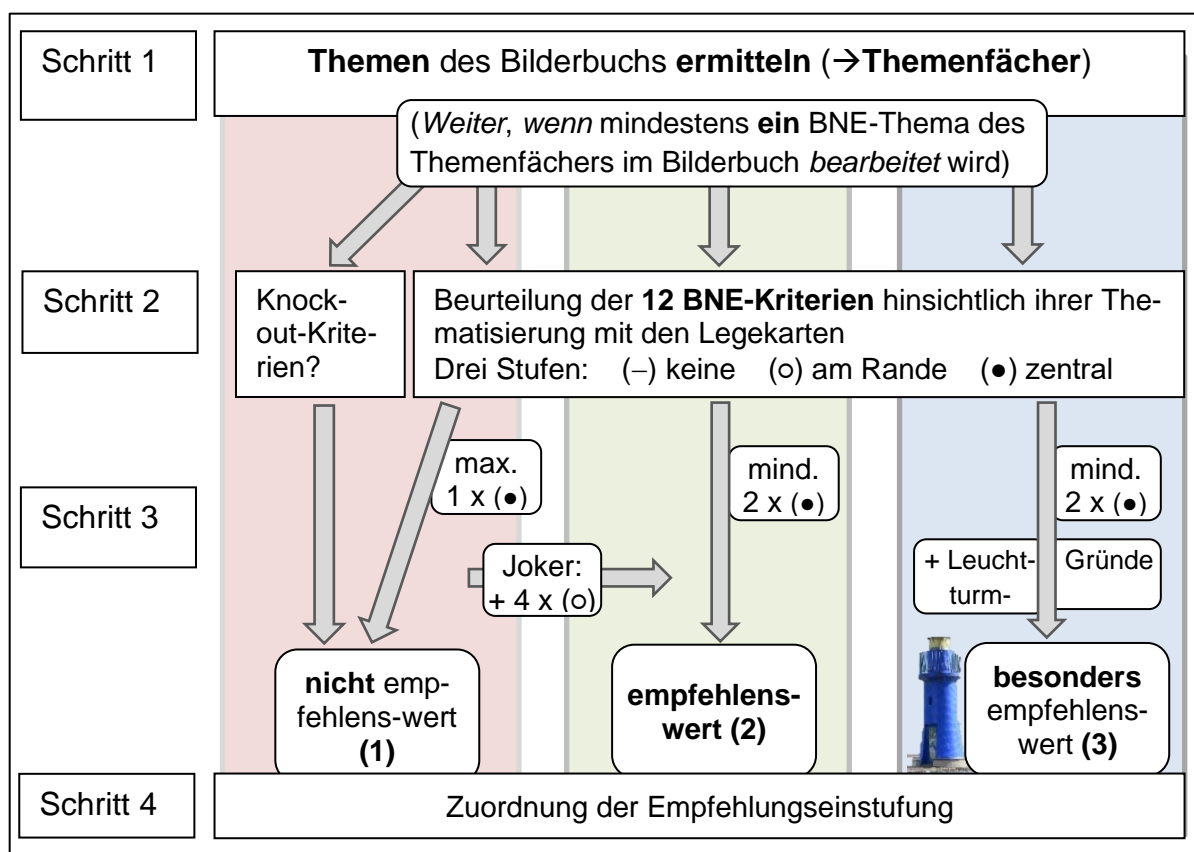 Schritt 1
Themen des Bilderbuchs ermitteln (→Themenfächer)
(Weiter, wenn mindestens ein BNE-Thema des
Themenfächers im Bilderbuch bearbeitet wird)
Schritt 2
Knock-
out-Krite-
rien?
Beurteilung der 12 BNE-Kriterien hinsichtlich ihrer The-
matisierung mit den Legekarten
Drei Stufen: (–) keine (○) am Rande (●) zentral
Schritt 3
max.
1 x (●)
mind.
2 x (●)
mind.
2 x (●)
Joker:
+ 4 x (○)
+ Leucht-
turm-
Gründe
nicht emp-
fehlens-wert
(1)
empfehlens-
wert (2)
besonders
empfehlens-
wert (3)
Schritt 4
Zuordnung der Empfehlungseinstufung